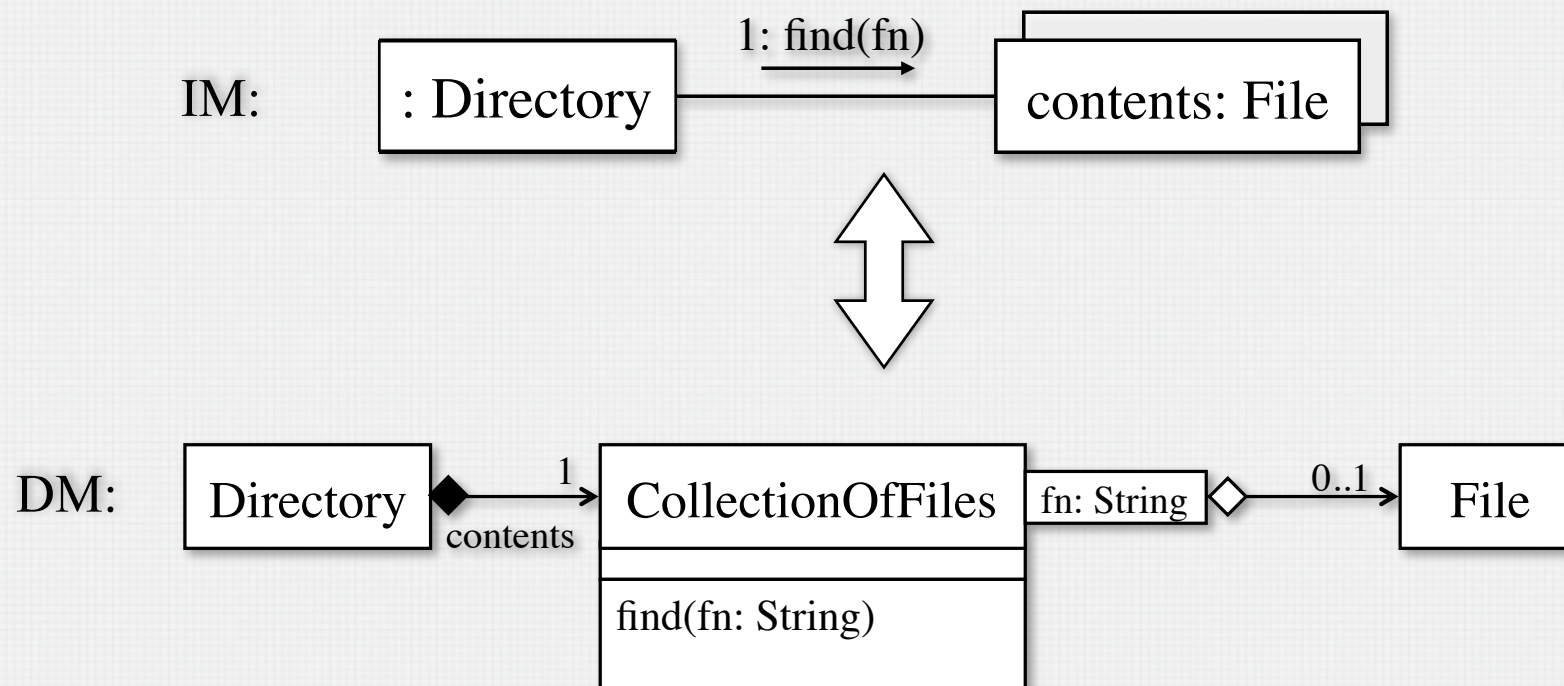 1: find(fn)
IM:
: Directory
contents: File
DM:
Directory
1
contents
CollectionOfFiles
fn: String
0..1
File
find(fn: String)